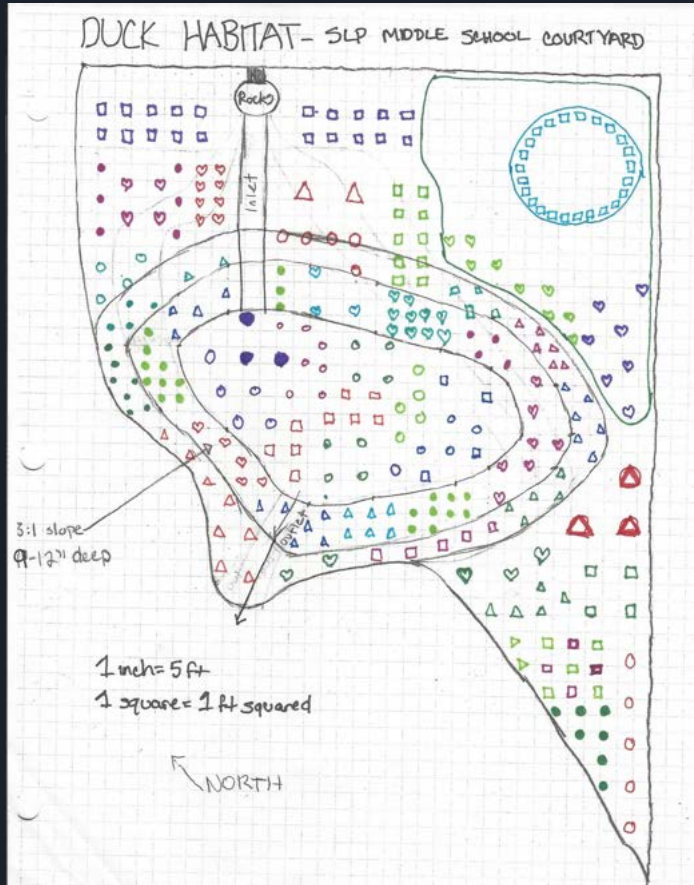 DUCK HABITAT - SLP MIDDLE SCHOOL COURTYARD
Rocks
Inlet
3:1 slope
9-12" deep
outlet
1 inch = 5 ft
1 square = 1 ft squared
NORTH